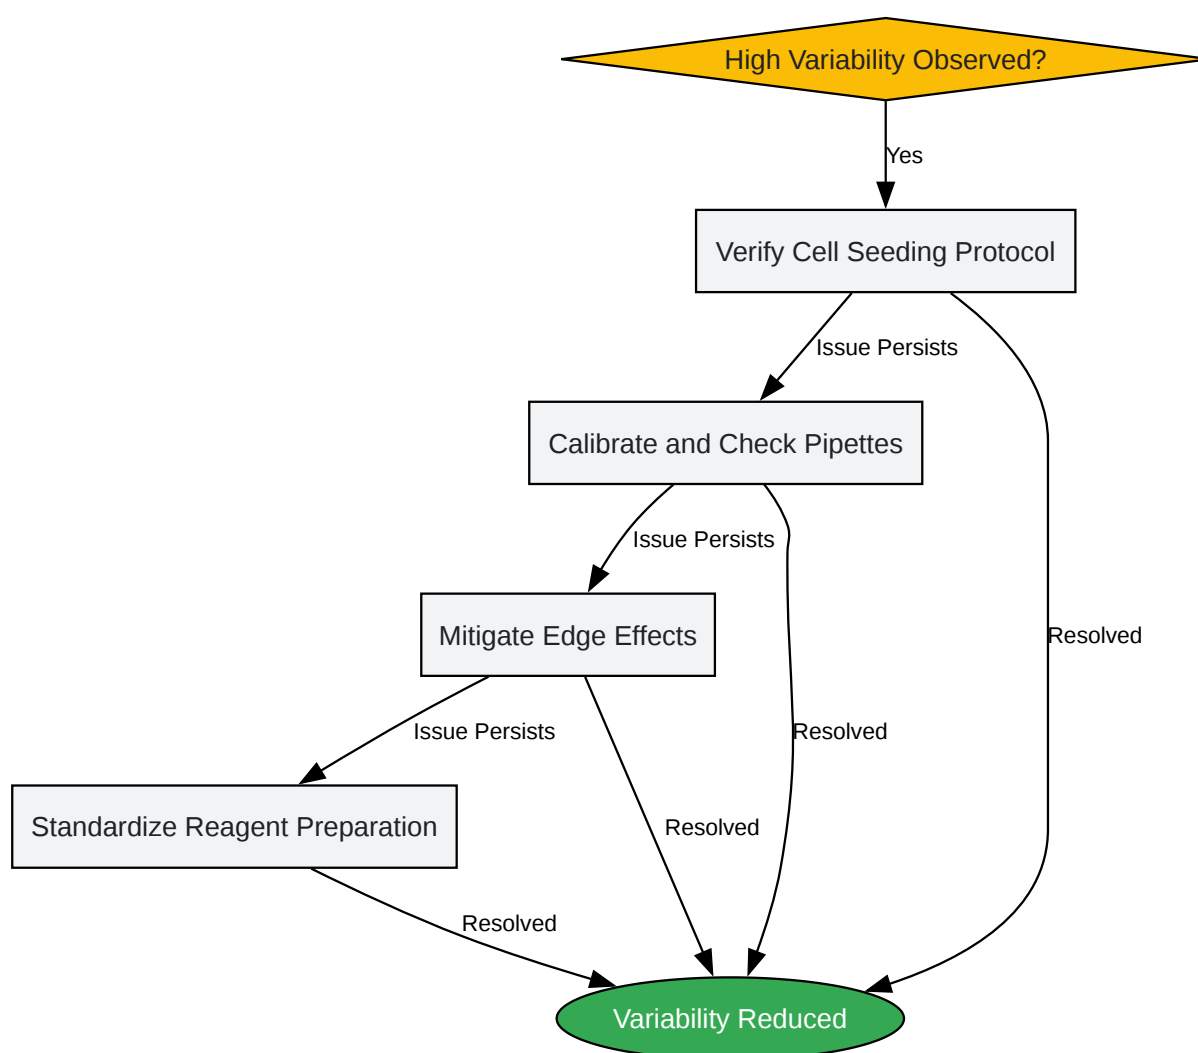 High Variability Observed?
Yes
Verify Cell Seeding Protocol
Issue Persists
Calibrate and Check Pipettes
Issue Persists
Mitigate Edge Effects
Resolved
Issue Persists
Resolved
Standardize Reagent Preparation
Resolved
Resolved
Variability Reduced